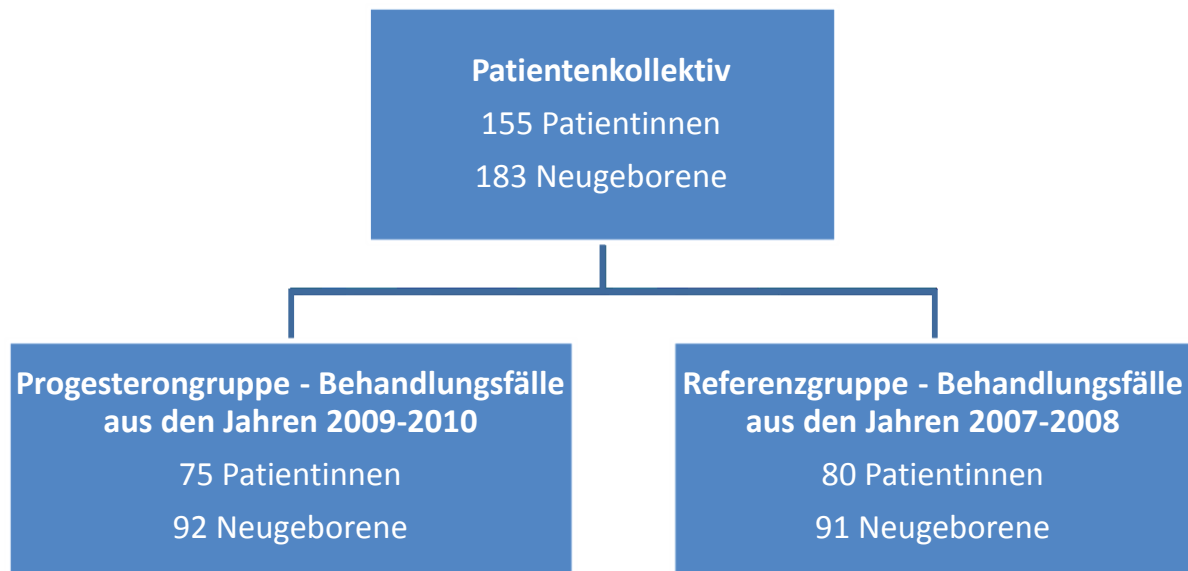 Patientenkollektiv
155 Patientinnen
183 Neugeborene
Progesterongruppe - Behandlungsfälle
aus den Jahren 2009-2010
75 Patientinnen
92 Neugeborene
Referenzgruppe - Behandlungsfälle
aus den Jahren 2007-2008
80 Patientinnen
91 Neugeborene